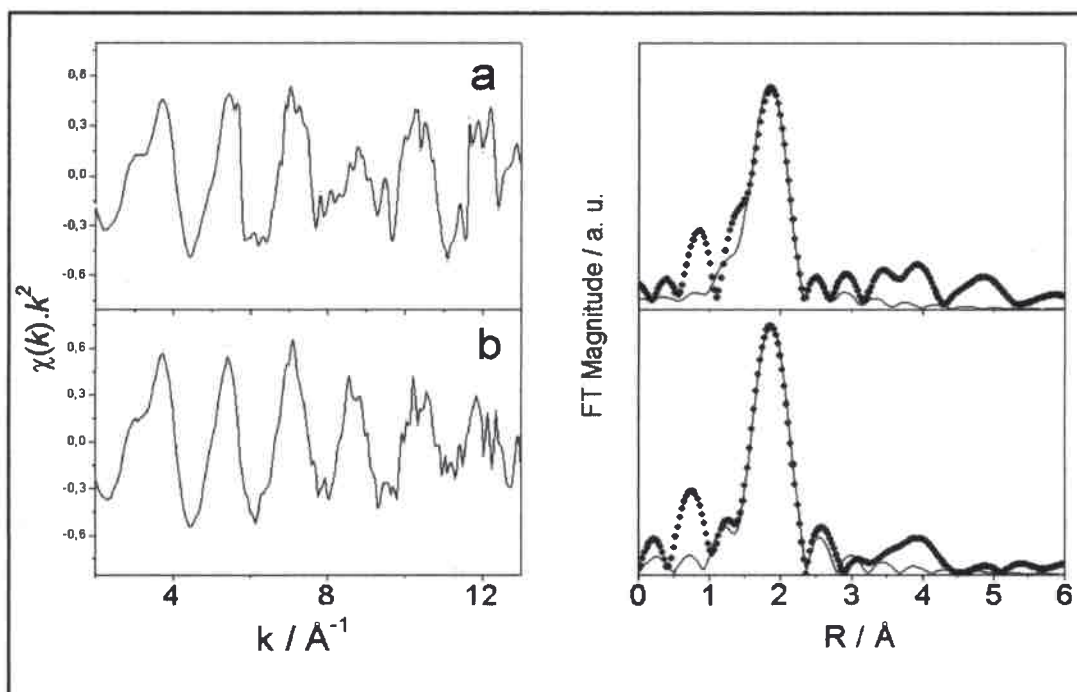 a
0,6
0,3
0,0
-0,3
-0,6
b
0,6
0,3
0,0
-0,3
-0,6
χ(k).k²
4 8 12
k / Å⁻¹
FT Magnitude / a. u.
0 1 2 3 4 5 6
R / Å